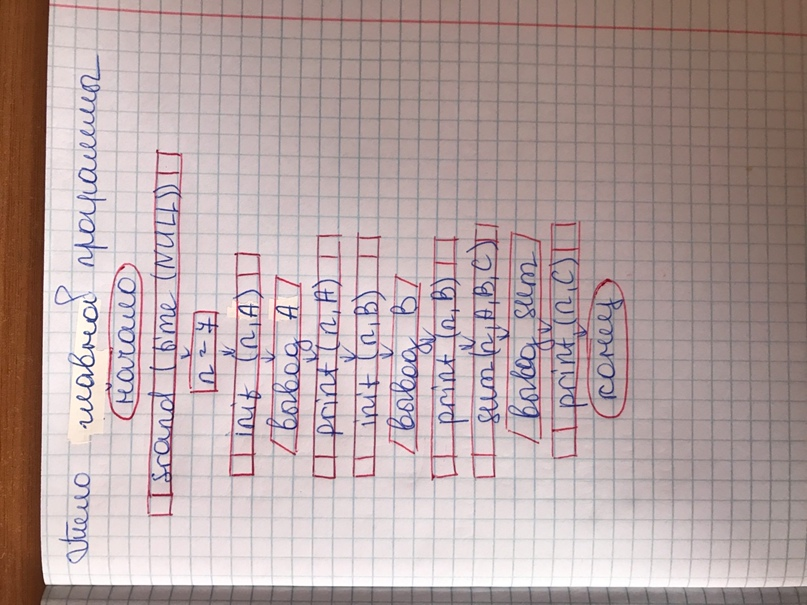 Тело главной программы
начало
srand (time (NULL))
n = 7
init (n, A)
вывод A
print (n, A)
init (n, B)
вывод B
print (n, B)
sum (n, A, B, C)
вывод sum
print (n, C)
конец